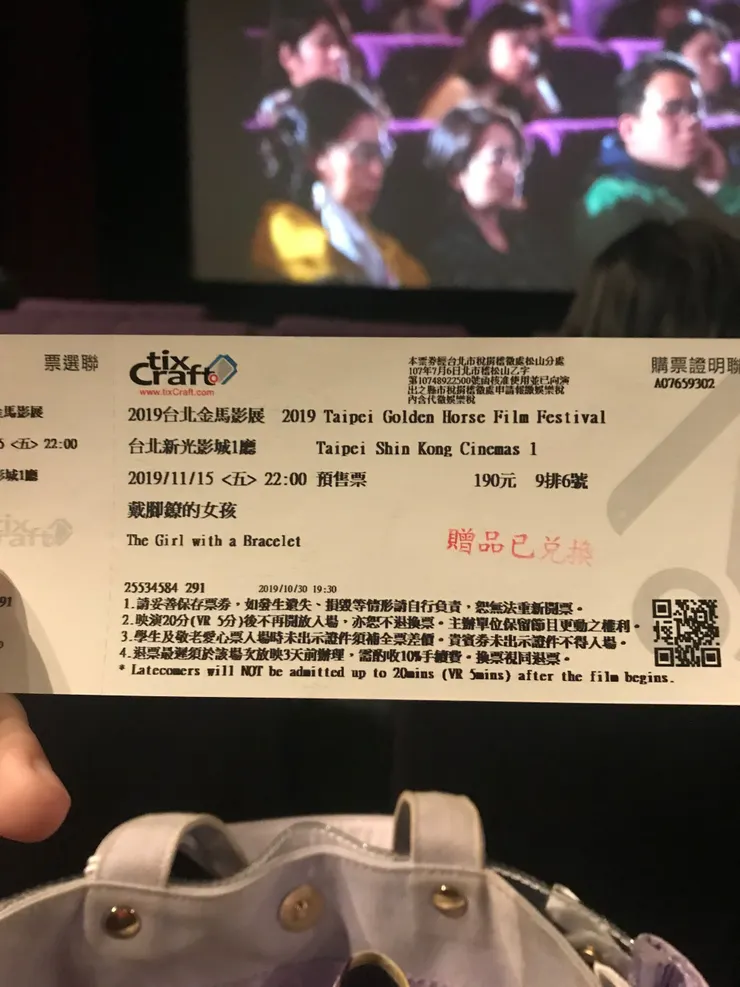 票選聯
馬影展
<五> 22:00
影城1廳
91
tixCraft
www.tixCraft.com
本票券經台北市稅捐稽徵處松山分處
107年7月6日北市稽松山乙字
第10748922500號函核准使用並已向演
出之縣市稅捐稽徵處申請報繳娛樂稅
內含代徵娛樂稅
購票證明聯
A07659302
2019台北金馬影展 2019 Taipei Golden Horse Film Festival
台北新光影城1廳 Taipei Shin Kong Cinemas 1
2019/11/15 <五> 22:00 預售票 190元 9排6號
戴腳鐐的女孩
The Girl with a Bracelet
贈品已兌換
25534584 291 2019/10/30 19:30
1.請妥善保存票券，如發生遺失、損毀等情形請自行負責，恕無法重新開票。
2.映演20分(VR 5分)後不再開放入場，亦恕不退換票。主辦單位保留節目更動之權利。
3.學生及敬老愛心票入場時未出示證件須補全票差價。貴賓券未出示證件不得入場。
4.退票最遲須於該場次放映3天前辦理，需酌收10%手續費。換票視同退票。
* Latecomers will NOT be admitted up to 20mins (VR 5mins) after the film begins.